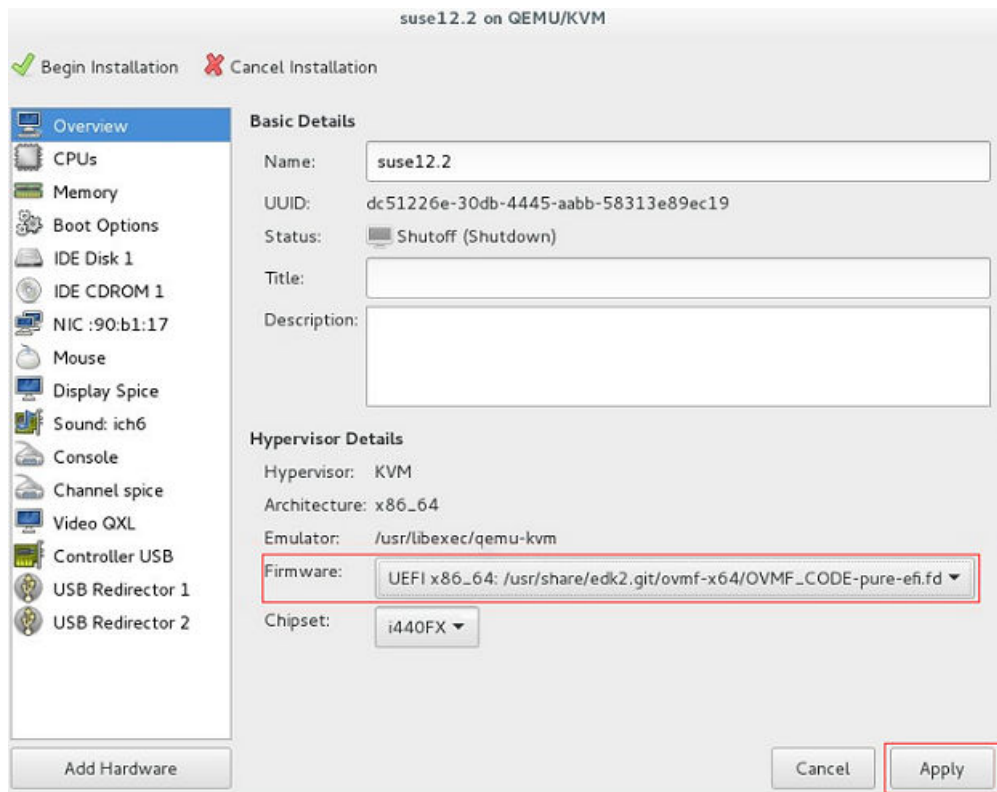 suse12.2 on QEMU/KVM
Begin Installation
Cancel Installation
Overview
CPUs
Memory
Boot Options
IDE Disk 1
IDE CDROM 1
NIC :90:b1:17
Mouse
Display Spice
Sound: ich6
Console
Channel spice
Video QXL
Controller USB
USB Redirector 1
USB Redirector 2
Add Hardware
Basic Details
Name: suse12.2
UUID: dc51226e-30db-4445-aabb-58313e89ec19
Status: Shutoff (Shutdown)
Title:
Description:
Hypervisor Details
Hypervisor: KVM
Architecture: x86_64
Emulator: /usr/libexec/qemu-kvm
Firmware: UEFI x86_64: /usr/share/edk2.git/ovmf-x64/OVMF_CODE-pure-efi.fd
Chipset: i440FX
Cancel
Apply